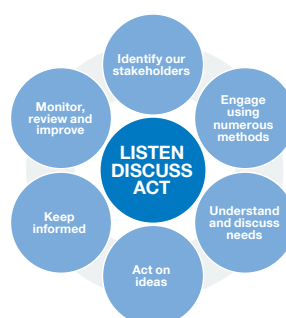 Identify our
stakeholders
Engage
using
numerous
methods
Understand
and discuss
needs
Act on
ideas
Keep
informed
Monitor,
review and
improve
LISTEN
DISCUSS
ACT